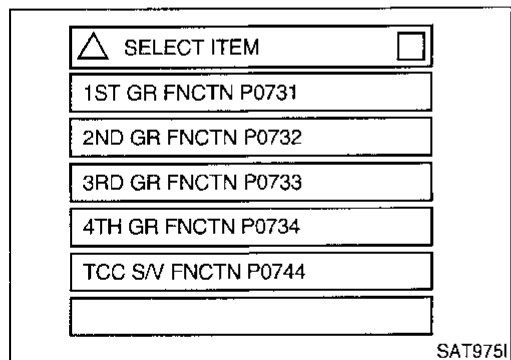 SELECT ITEM
1ST GR FNCTN P0731
2ND GR FNCTN P0732
3RD GR FNCTN P0733
4TH GR FNCTN P0734
TCC S/V FNCTN P0744
SAT975I